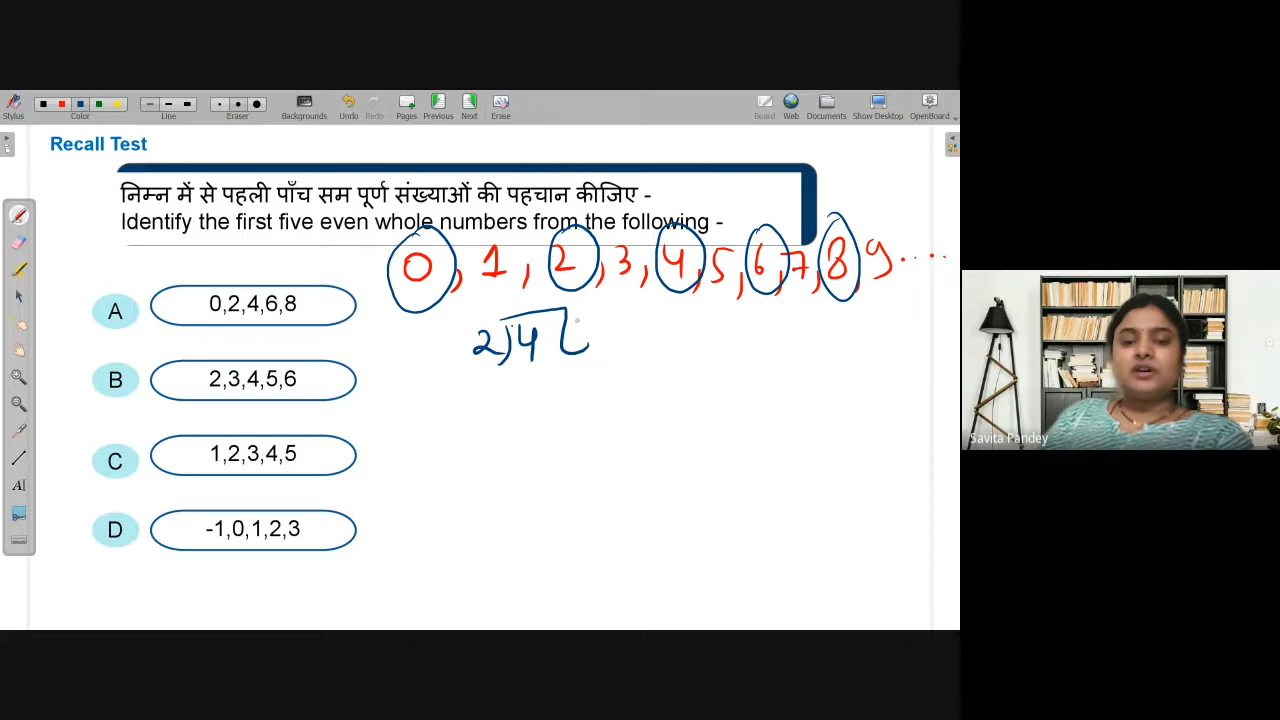 Stylus
Color
Line
Eraser
Backgrounds
Undo
Redo
Pages
Previous
Next
Erase
Board
Web
Documents
Show Desktop
OpenBoard
Recall Test
निम्न में से पहली पाँच सम पूर्ण संख्याओं की पहचान कीजिए -
Identify the first five even whole numbers from the following -
0, 1, 2, 3, 4, 5, 6, 7, 8, 9.....
2)4(
A 0,2,4,6,8
B 2,3,4,5,6
C 1,2,3,4,5
D -1,0,1,2,3
Savita Pandey